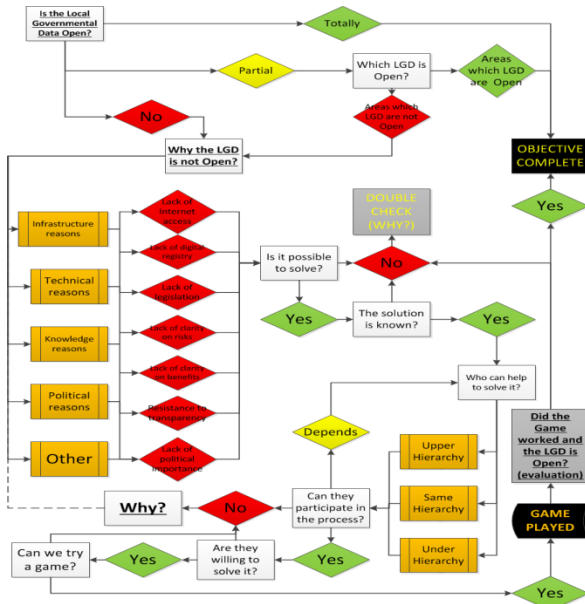 Is the Local
Governmental
Data Open?
Totally
Partial
Which LGD is
Open?
Areas
which LGD
are Open
No
Areas which
LGD are not
Open
Why the LGD
is not Open?
OBJECTIVE
COMPLETE
Yes
Infrastructure
reasons
Technical
reasons
Knowledge
reasons
Political
reasons
Other
Lack of
Internet
access
Lack of digital
registry
Lack of
legislation
Lack of clarity
on risks
Lack of clarity
on benefits
Resistance to
transparency
Lack of
political
importance
DOUBLE
CHECK
(WHY?)
Is it possible
to solve?
No
Yes
The solution
is known?
Yes
Who can help
to solve it?
Depends
Upper
Hierarchy
Same
Hierarchy
Under
Hierarchy
Did the
Game
worked and
the LGD is
Open?
(evaluation)
Why?
No
Can they
participate in
the process?
GAME
PLAYED
Can we try
a game?
Yes
Are they
willing to
solve it?
Yes
Yes